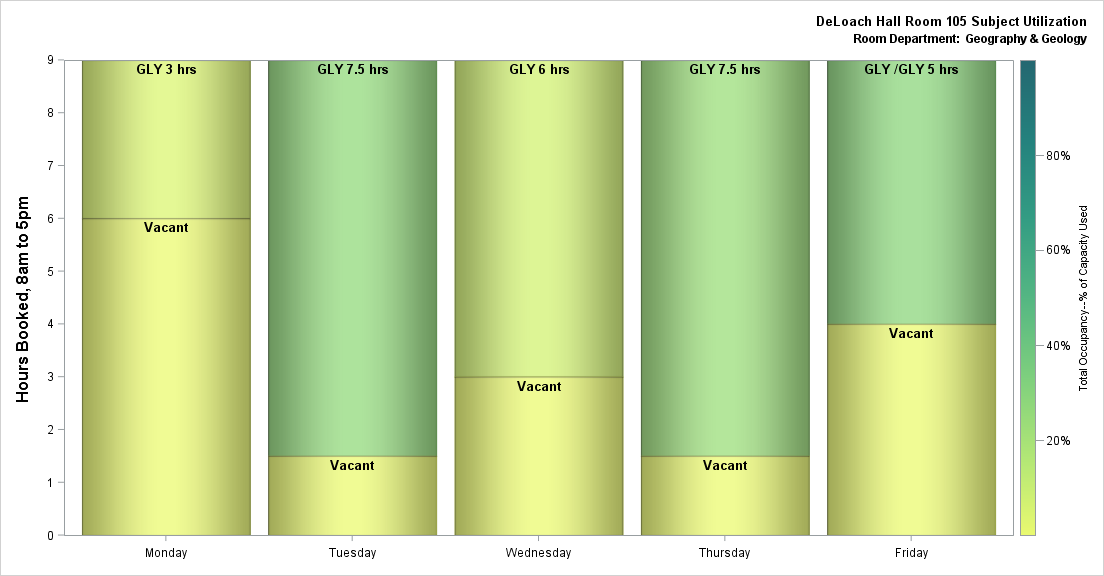 DeLoach Hall Room 105 Subject Utilization
Room Department: Geography & Geology
Hours Booked, 8am to 5pm
9
8
7
6
5
4
3
2
1
0
GLY 3 hrs
Vacant
GLY 7.5 hrs
Vacant
GLY 6 hrs
Vacant
GLY 7.5 hrs
Vacant
GLY /GLY 5 hrs
Vacant
Monday
Tuesday
Wednesday
Thursday
Friday
80%
60%
40%
20%
Total Occupancy--% of Capacity Used